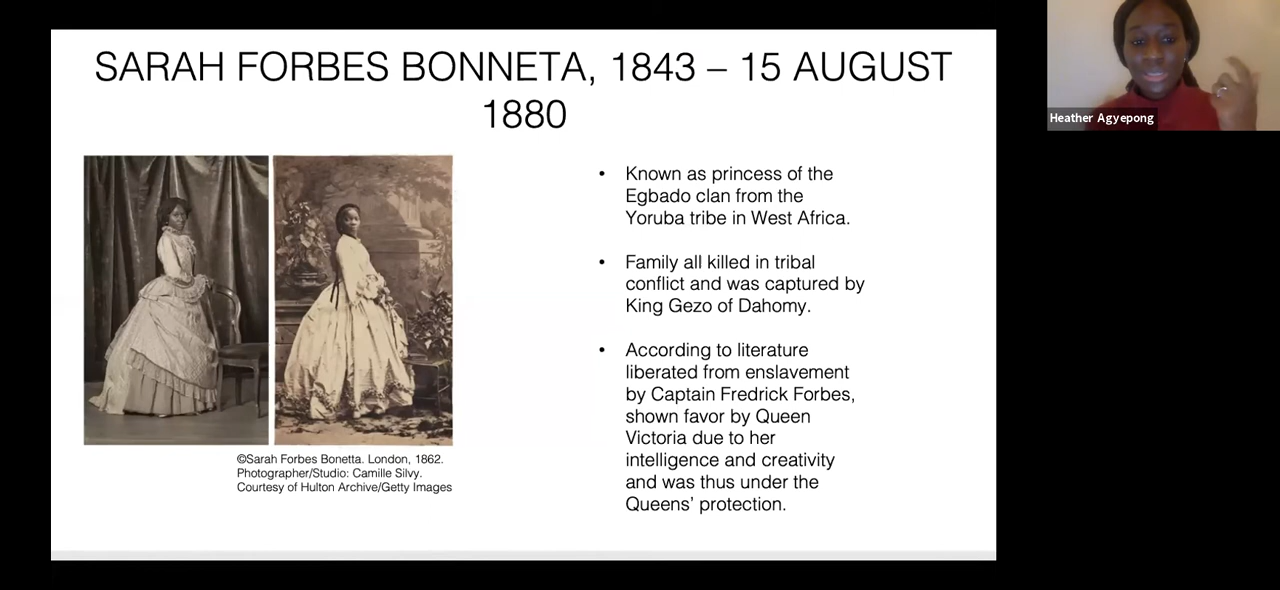 SARAH FORBES BONNETA, 1843 – 15 AUGUST
1880
• Known as princess of the
Egbado clan from the
Yoruba tribe in West Africa.
• Family all killed in tribal
conflict and was captured by
King Gezo of Dahomy.
• According to literature
liberated from enslavement
by Captain Fredrick Forbes,
shown favor by Queen
Victoria due to her
intelligence and creativity
and was thus under the
Queens’ protection.
©Sarah Forbes Bonetta. London, 1862.
Photographer/Studio: Camille Silvy.
Courtesy of Hulton Archive/Getty Images
Heather Agyepong